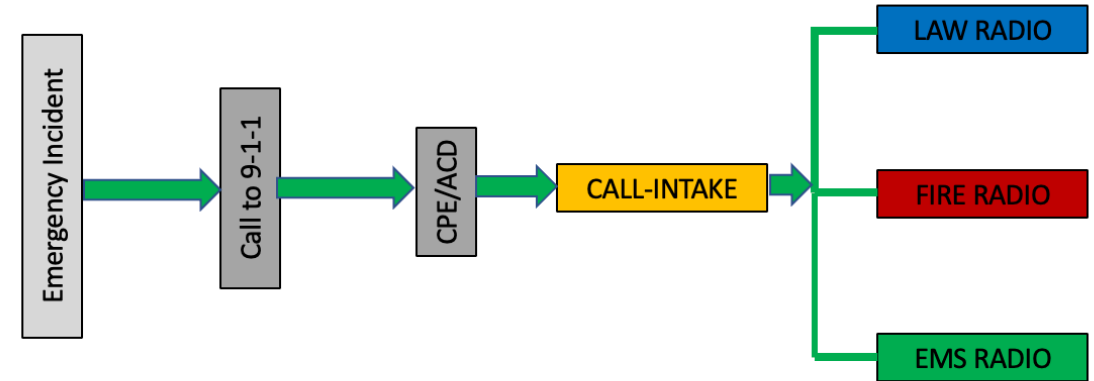 Emergency Incident
Call to 9-1-1
CPE/ACD
CALL-INTAKE
LAW RADIO
FIRE RADIO
EMS RADIO